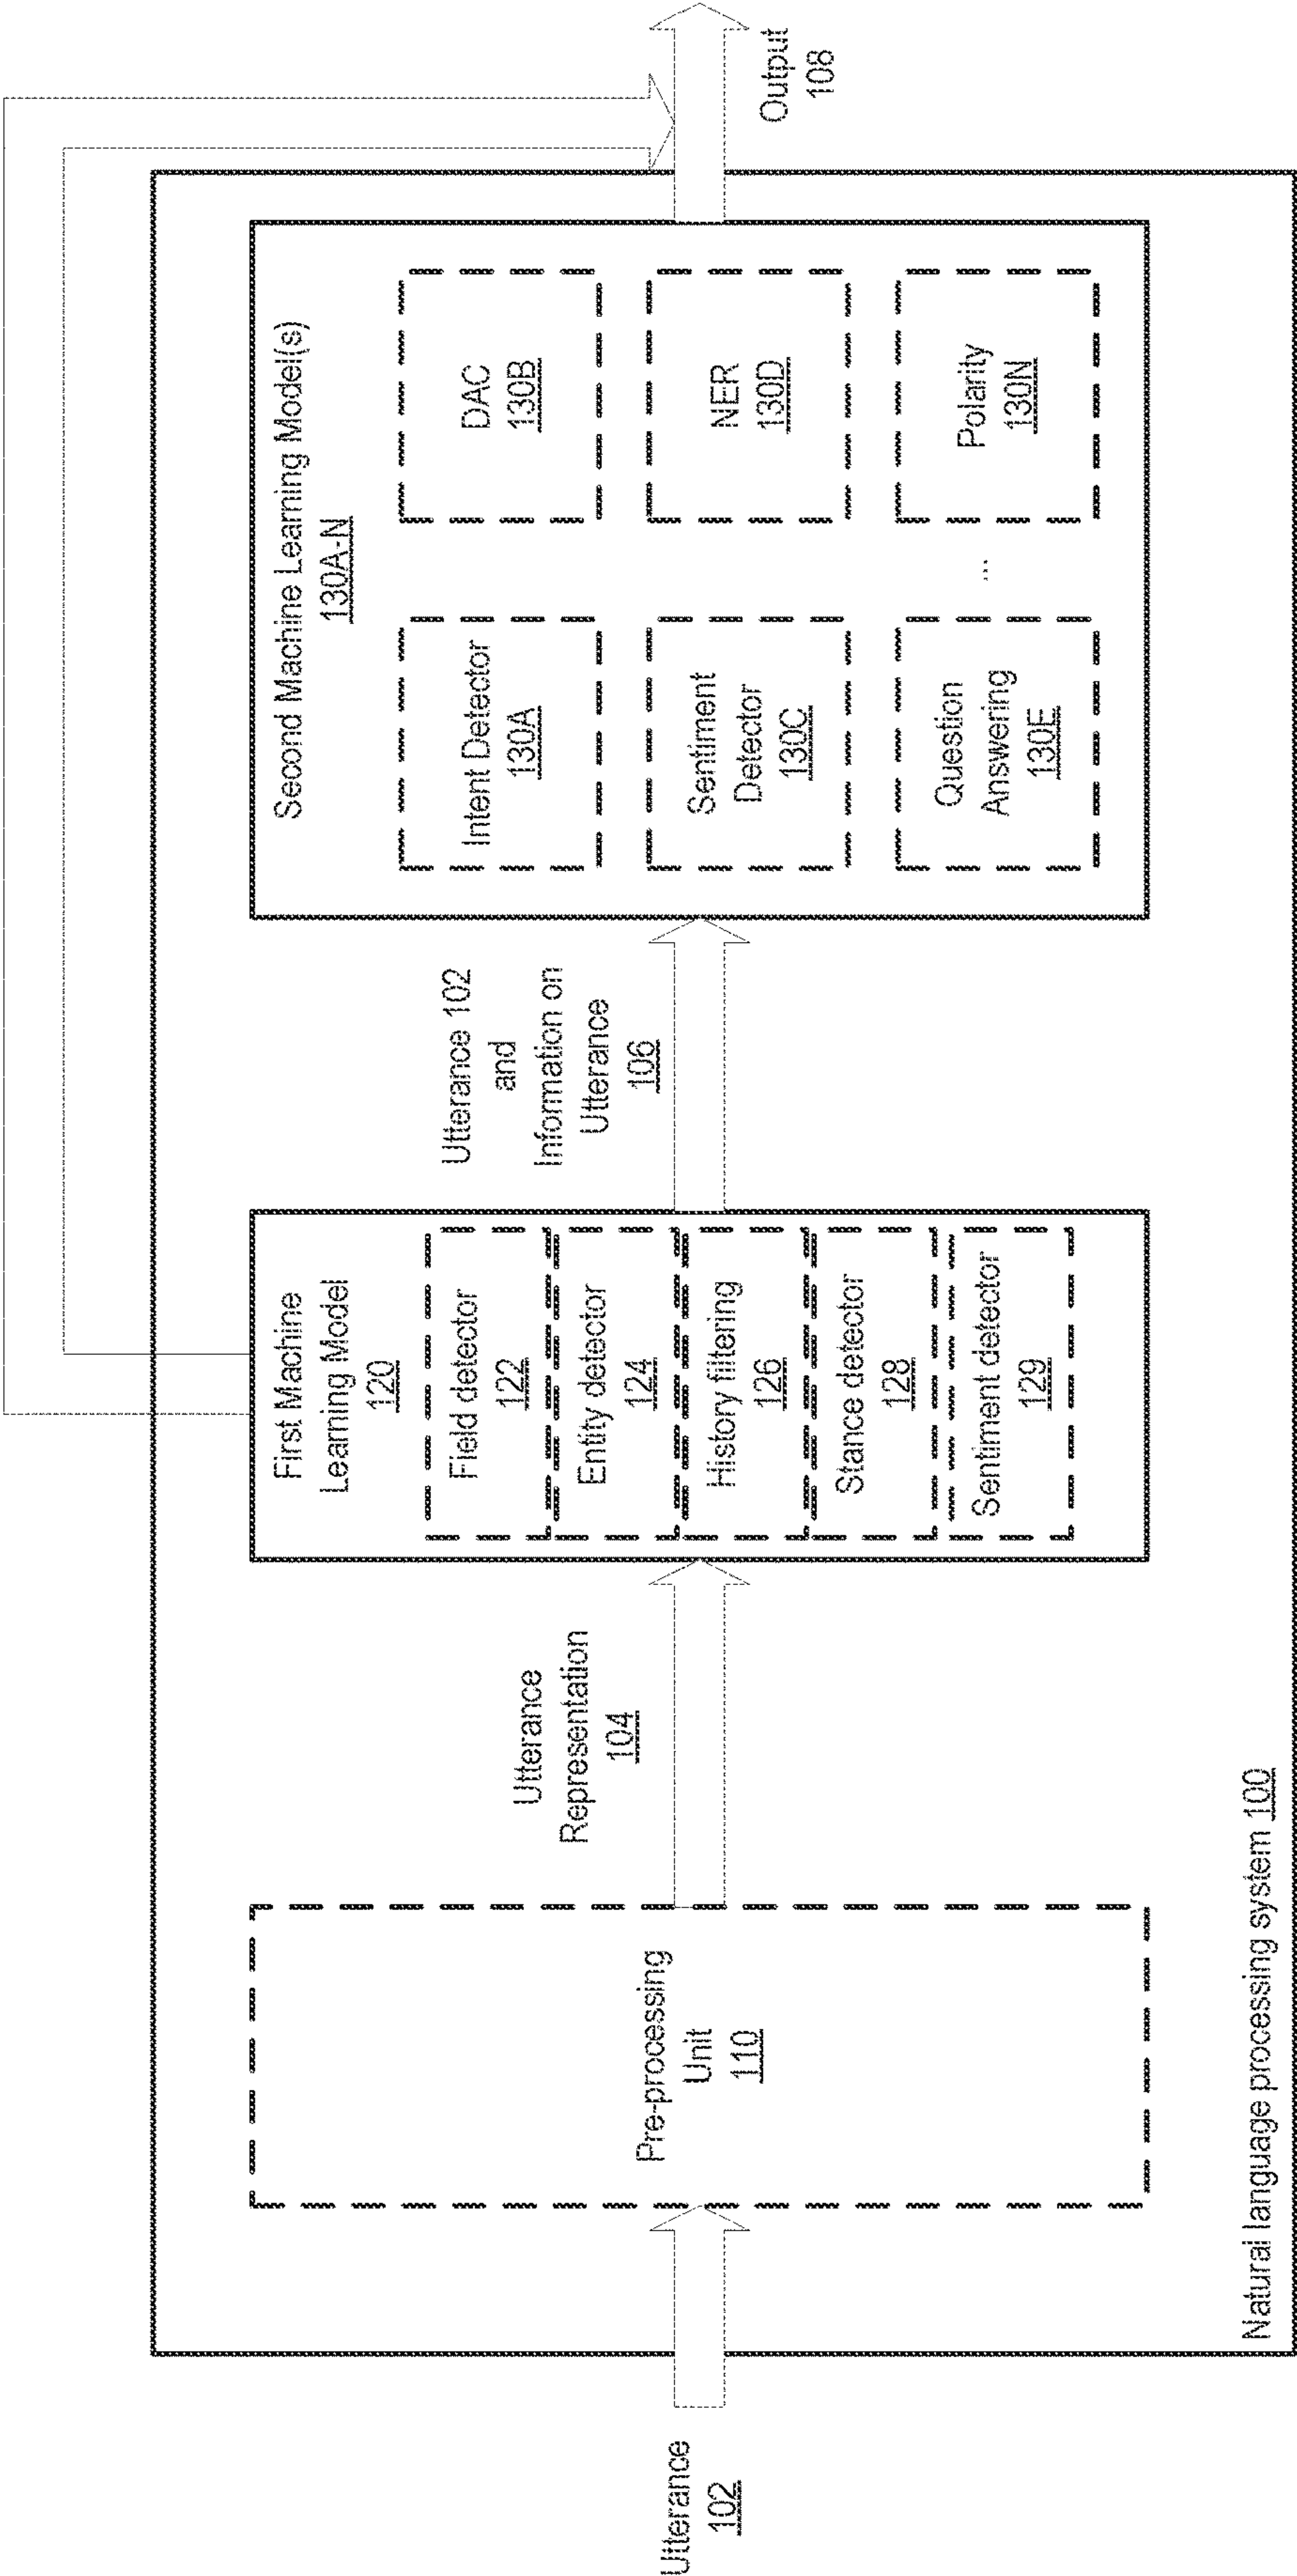 Utterance
102
Pre-processing
Unit
110
Utterance
Representation
104
First Machine
Learning Model
120
Field detector
122
Entity detector
124
History filtering
126
Stance detector
128
Sentiment detector
129
Utterance 102
and
Information on
Utterance
106
Second Machine Learning Model(s)
130A-N
Intent Detector
130A
DAC
130B
Sentiment
Detector
130C
NER
130D
Question
Answering
130E
...
Polarity
130N
Output
108
Natural language processing system 100